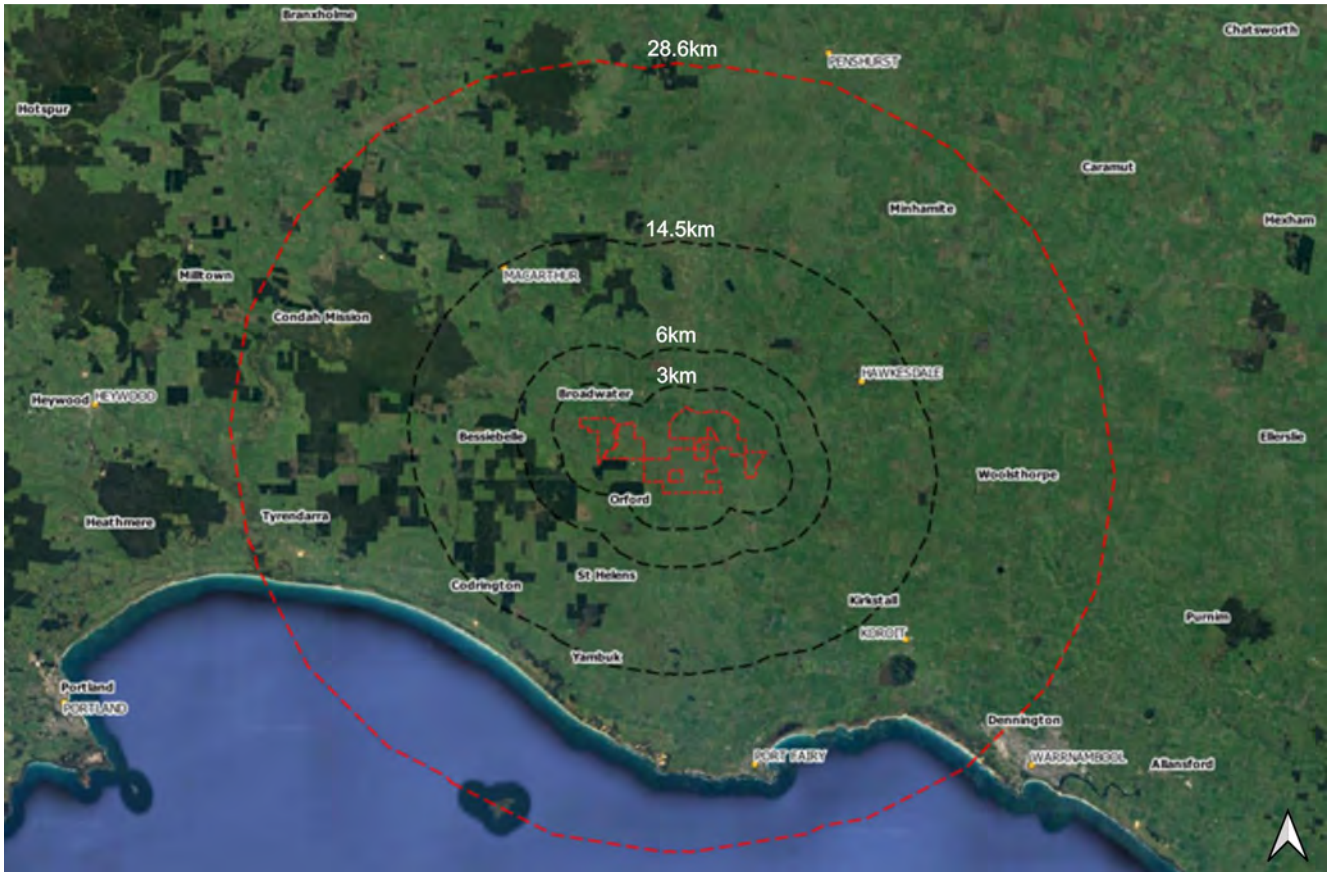 Branxholme
Chatsworth
28.6km
PENSHURST
Hotspur
Caramut
Minhamite
Hexham
14.5km
Milltown
MACARTHUR
Condah Mission
6km
3km
HAWKESDALE
Broadwater
Heywood HEYWOOD
Bessiebelle
Ellerslie
Woolsthorpe
Orford
Tyrendarra
Heathmere
St Helens
Codrington
Kirkstall
Purnim
KOROIT
Yambuk
Portland
PORTLAND
Dennington
PORT FAIRY
WARRNAMBOOL
Allansford